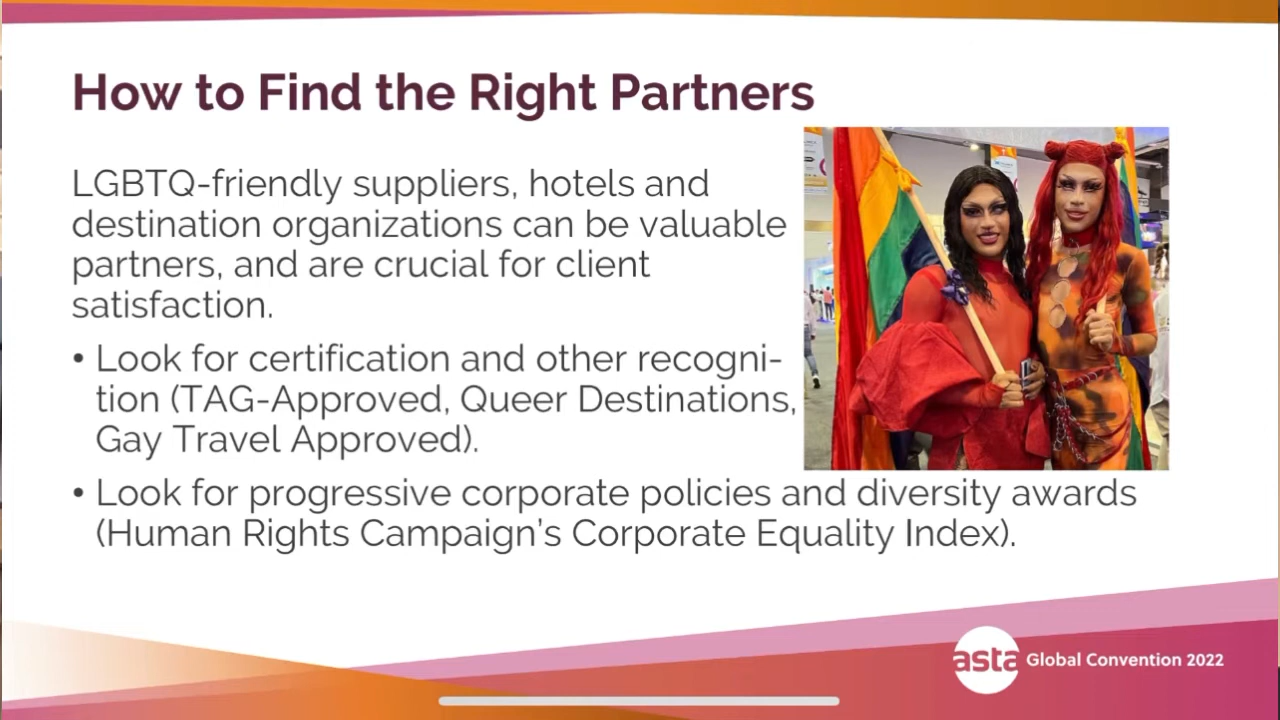 How to Find the Right Partners
LGBTQ-friendly suppliers, hotels and
destination organizations can be valuable
partners, and are crucial for client
satisfaction.
• Look for certification and other recogni-
tion (TAG-Approved, Queer Destinations,
Gay Travel Approved).
• Look for progressive corporate policies and diversity awards
(Human Rights Campaign’s Corporate Equality Index).
asta Global Convention 2022